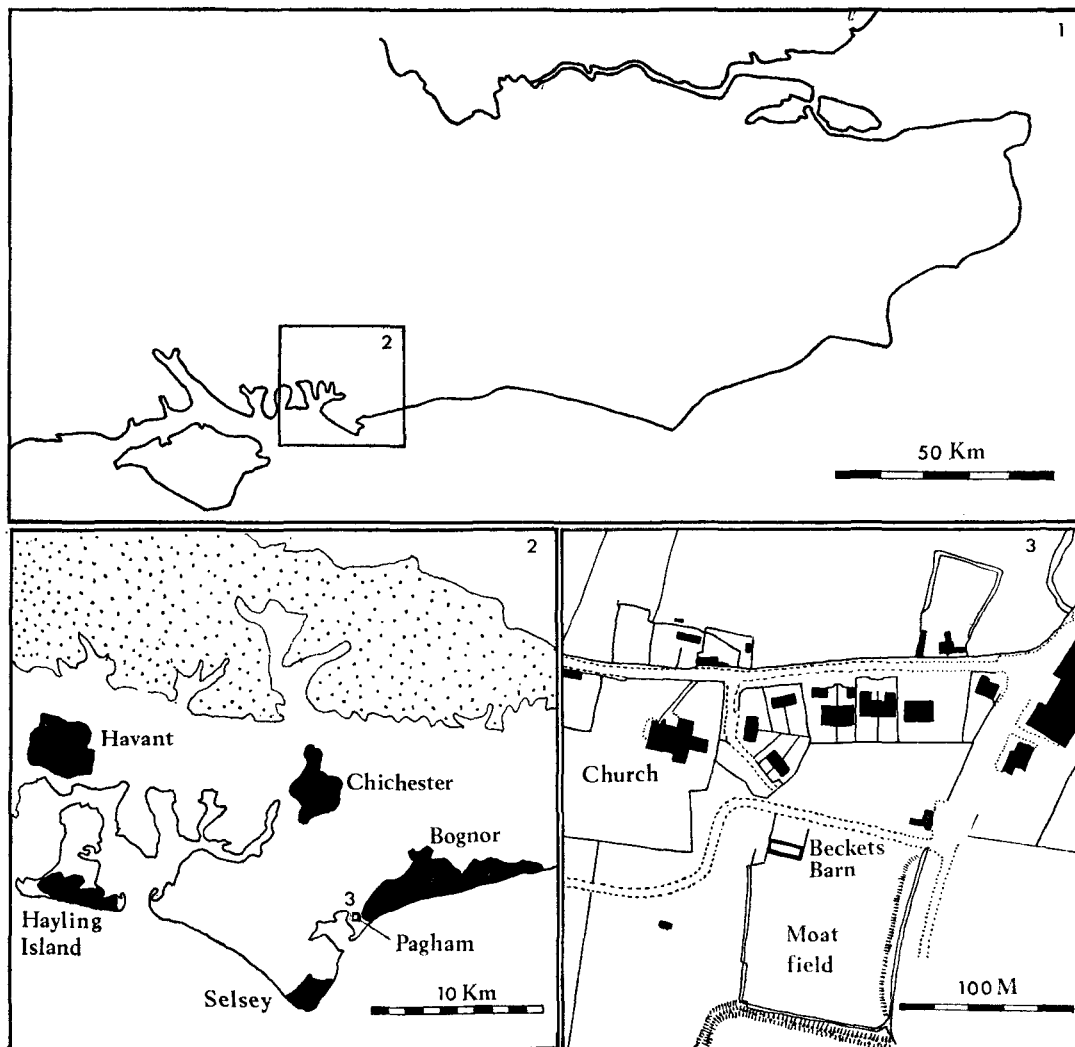 1
2
50 Km
2
Havant
Chichester
Bognor
3
Hayling
Island
Pagham
Selsey
10 Km
3
Church
Beckets
Barn
Moat
field
100 M